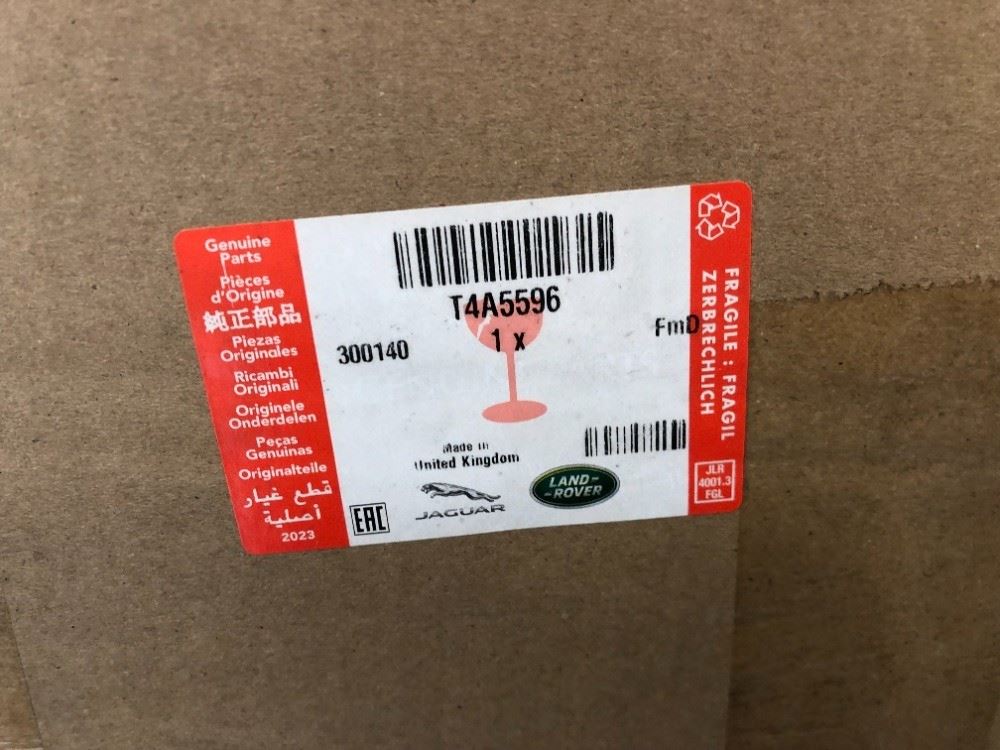 Genuine
Parts
Pièces
d'Origine
純正部品
Piezas
Originales
Ricambi
Originali
Originele
Onderdelen
Peças
Genuinas
Originalteile
قطع غيار
أصلية
2023
T4A5596
1 x
300140
FmD
Made in
United Kingdom
EAC
JAGUAR
LAND-
-ROVER
FRAGILE : FRAGIL
ZERBRECHLICH
JLR
4001.3
FGL